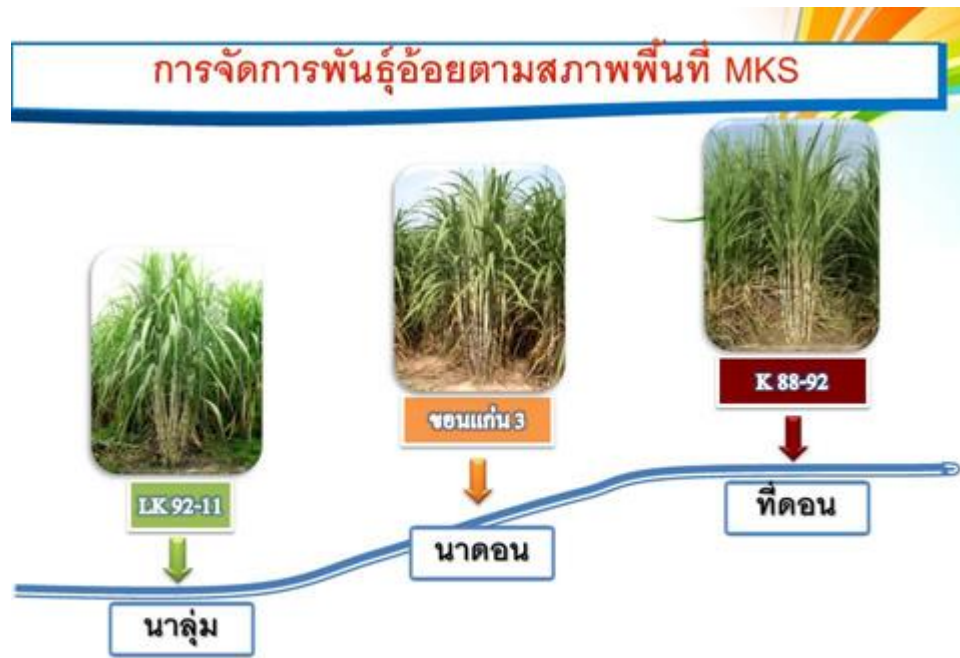 การจัดการพันธุ์อ้อยตามสภาพพื้นที่ MKS
K 88-92
ขอนแก่น 3
LK 92-11
ที่ดอน
นาดอน
นาลุ่ม